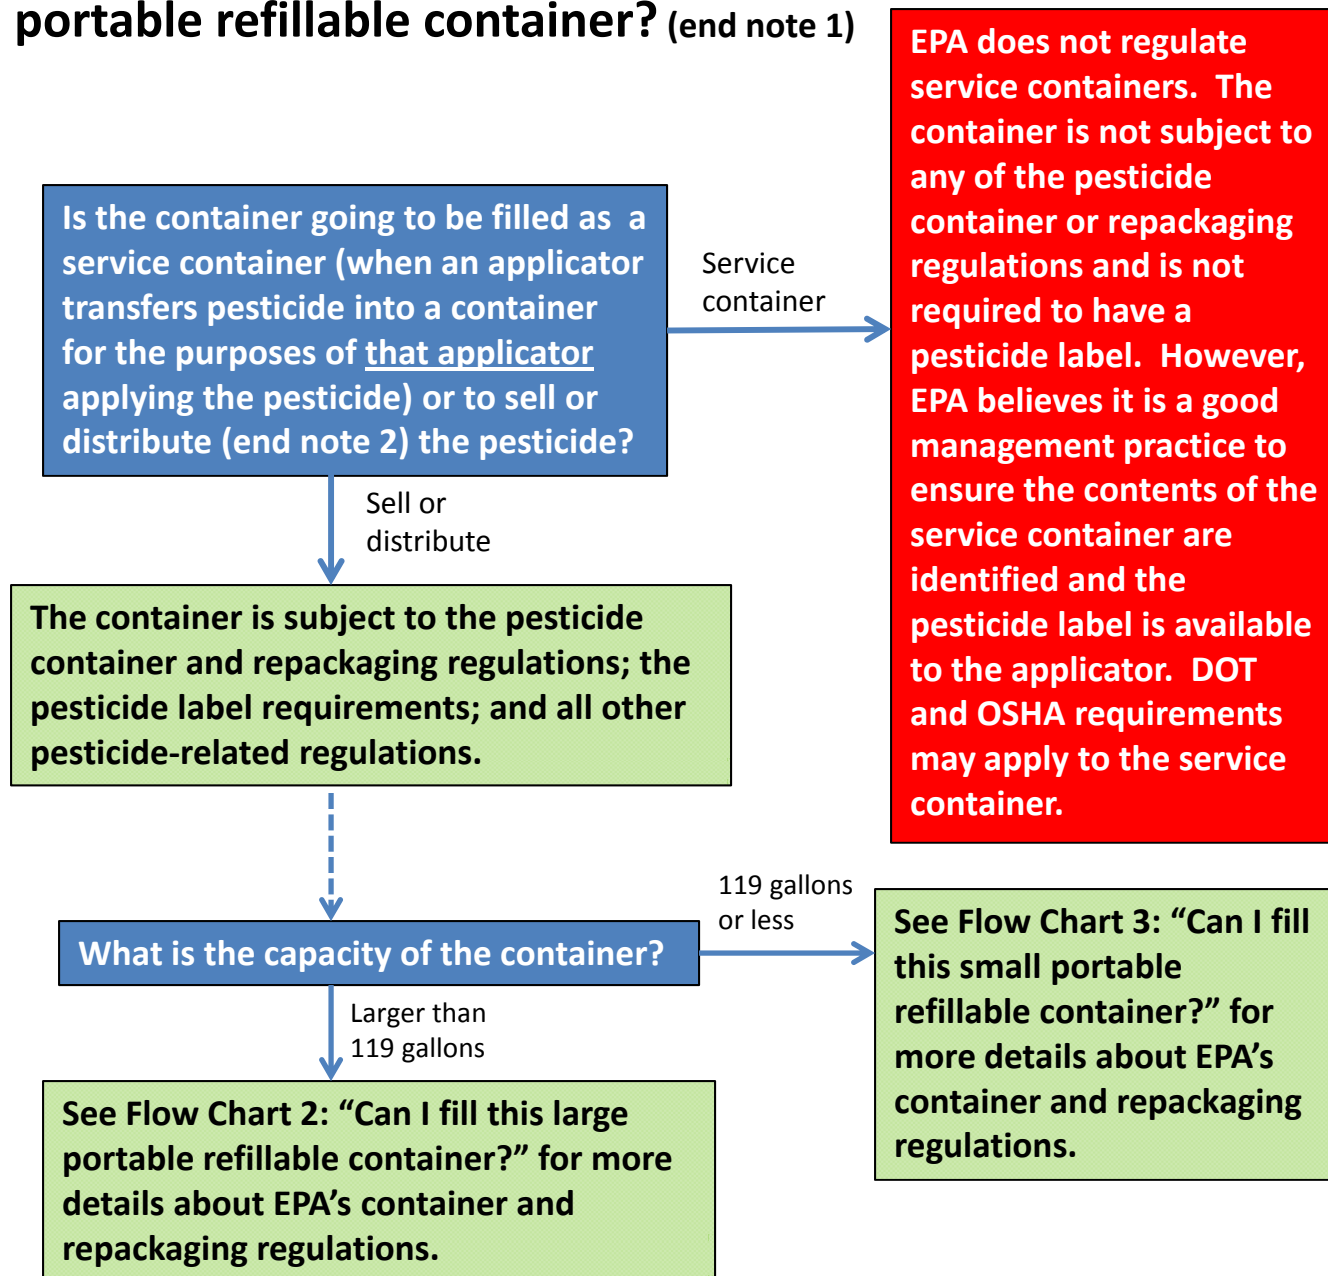 portable refillable container? (end note 1)
EPA does not regulate
service containers. The
container is not subject to
any of the pesticide
container or repackaging
regulations and is not
required to have a
pesticide label. However,
EPA believes it is a good
management practice to
ensure the contents of the
service container are
identified and the
pesticide label is available
to the applicator. DOT
and OSHA requirements
may apply to the service
container.
Is the container going to be filled as a
service container (when an applicator
transfers pesticide into a container
for the purposes of that applicator
applying the pesticide) or to sell or
distribute (end note 2) the pesticide?
Service
container
Sell or
distribute
The container is subject to the pesticide
container and repackaging regulations; the
pesticide label requirements; and all other
pesticide-related regulations.
What is the capacity of the container?
119 gallons
or less
See Flow Chart 3: “Can I fill
this small portable
refillable container?” for
more details about EPA’s
container and repackaging
regulations.
Larger than
119 gallons
See Flow Chart 2: “Can I fill this large
portable refillable container?” for more
details about EPA’s container and
repackaging regulations.